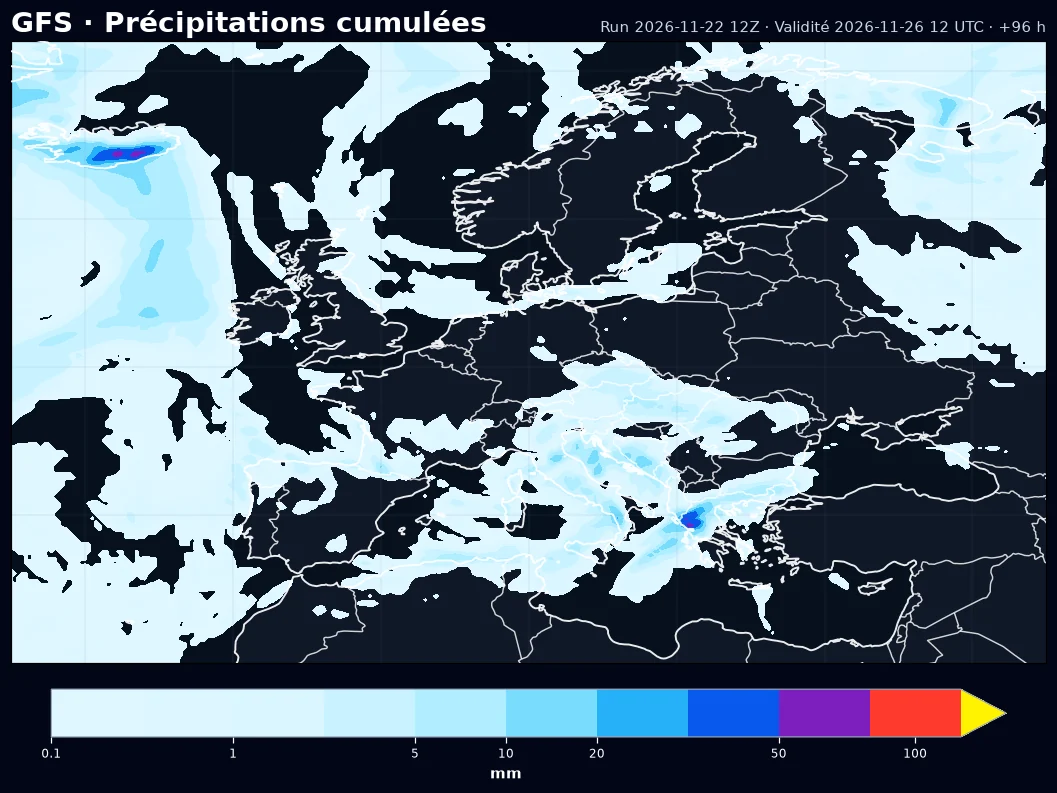 GFS · Précipitations cumulées
Run 2026-11-22 12Z · Validité 2026-11-26 12 UTC · +96 h
0.1 1 5 10 20 50 100
mm